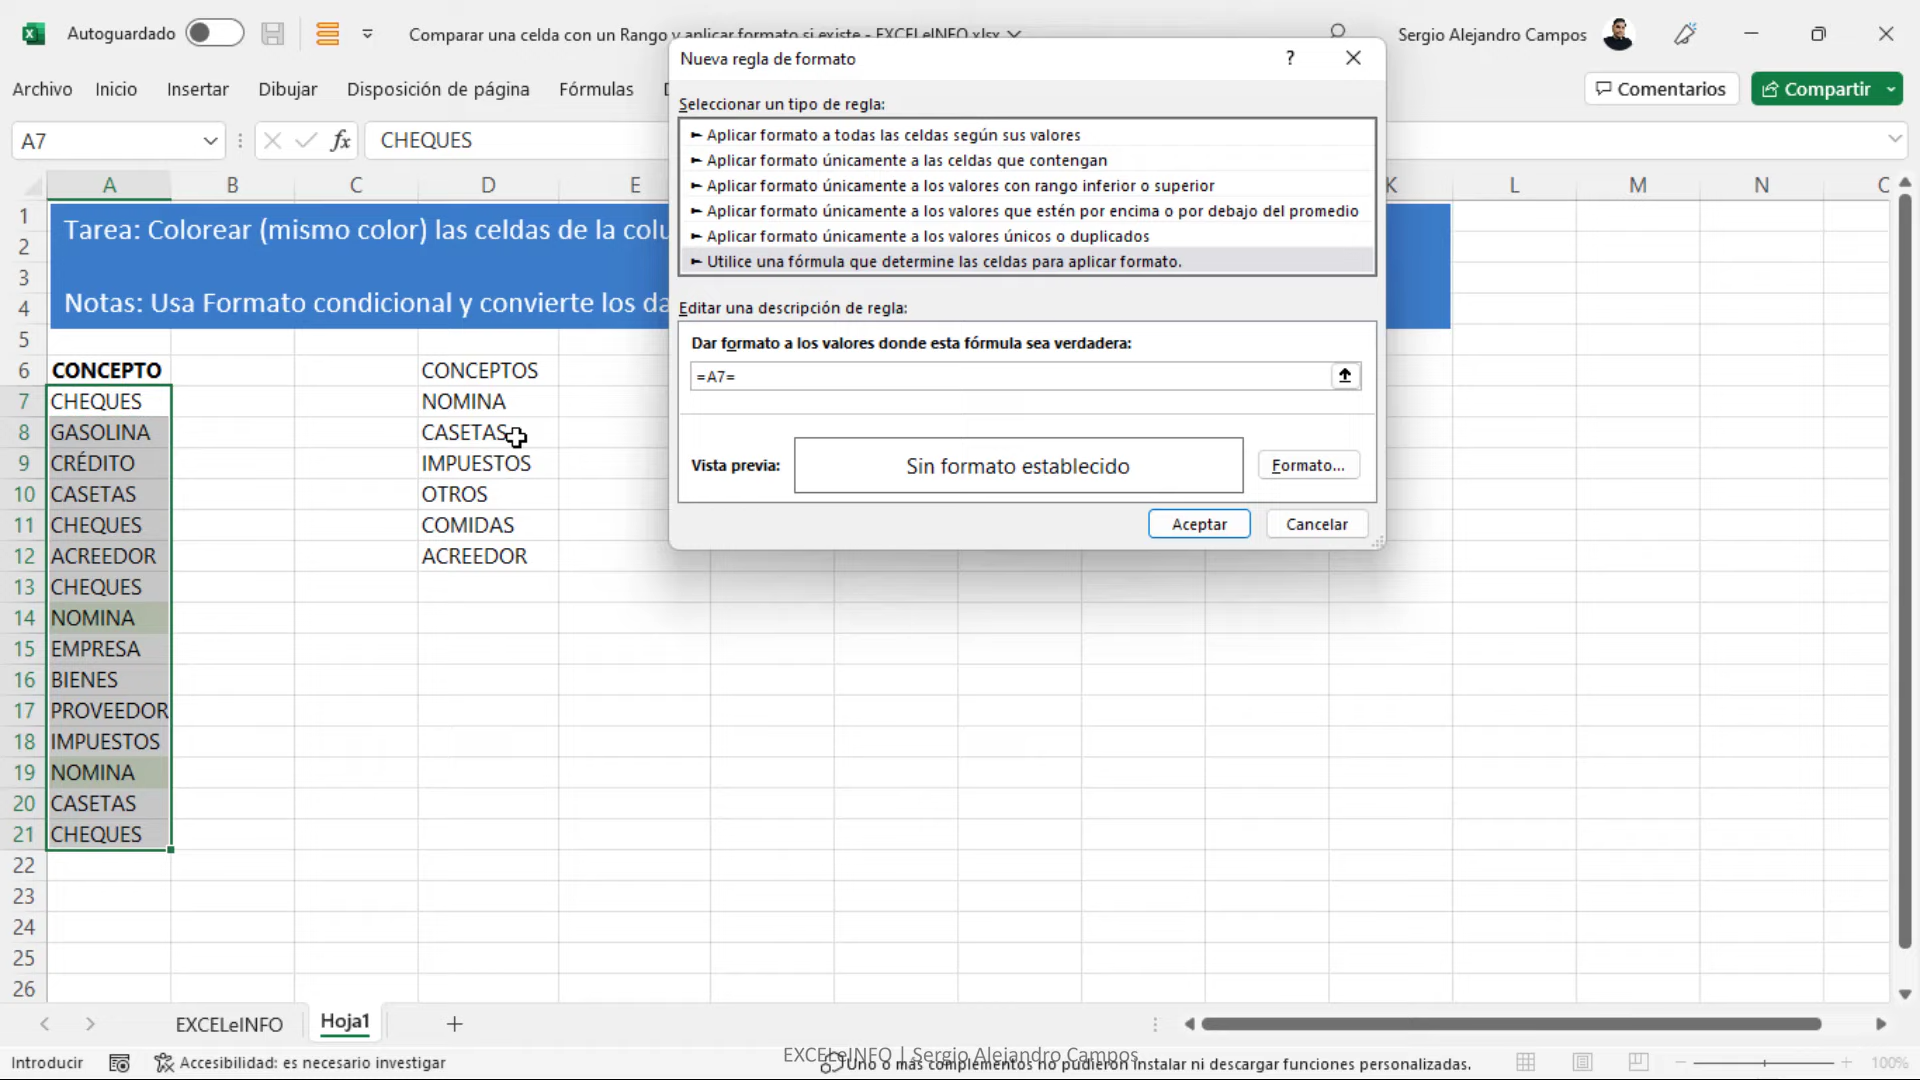 Autoguardado
Comparar una celda con un Rango y aplicar formato si existe - EXCELeINFO.xlsx
Sergio Alejandro Campos
Archivo
Inicio
Insertar
Dibujar
Disposición de página
Fórmulas
Comentarios
Compartir
A7
fx
CHEQUES
A
B
C
D
E
K
L
M
N
Nueva regla de formato
?
Seleccionar un tipo de regla:
► Aplicar formato a todas las celdas según sus valores
► Aplicar formato únicamente a las celdas que contengan
► Aplicar formato únicamente a los valores con rango inferior o superior
► Aplicar formato únicamente a los valores que estén por encima o por debajo del promedio
► Aplicar formato únicamente a los valores únicos o duplicados
► Utilice una fórmula que determine las celdas para aplicar formato.
Editar una descripción de regla:
Dar formato a los valores donde esta fórmula sea verdadera:
=A7=
Vista previa:
Sin formato establecido
Formato...
Aceptar
Cancelar
1
Tarea: Colorear (mismo color) las celdas de la colu
2
3
4
Notas: Usa Formato condicional y convierte los da
5
6 CONCEPTO CONCEPTOS
7 CHEQUES NOMINA
8 GASOLINA CASETAS
9 CRÉDITO IMPUESTOS
10 CASETAS OTROS
11 CHEQUES COMIDAS
12 ACREEDOR ACREEDOR
13 CHEQUES
14 NOMINA
15 EMPRESA
16 BIENES
17 PROVEEDOR
18 IMPUESTOS
19 NOMINA
20 CASETAS
21 CHEQUES
22
23
24
25
26
EXCELeINFO
Hoja1
Introducir
Accesibilidad: es necesario investigar
EXCELeINFO | Sergio Alejandro Campos
Uno o más complementos no pudieron instalar ni descargar funciones personalizadas.
100%